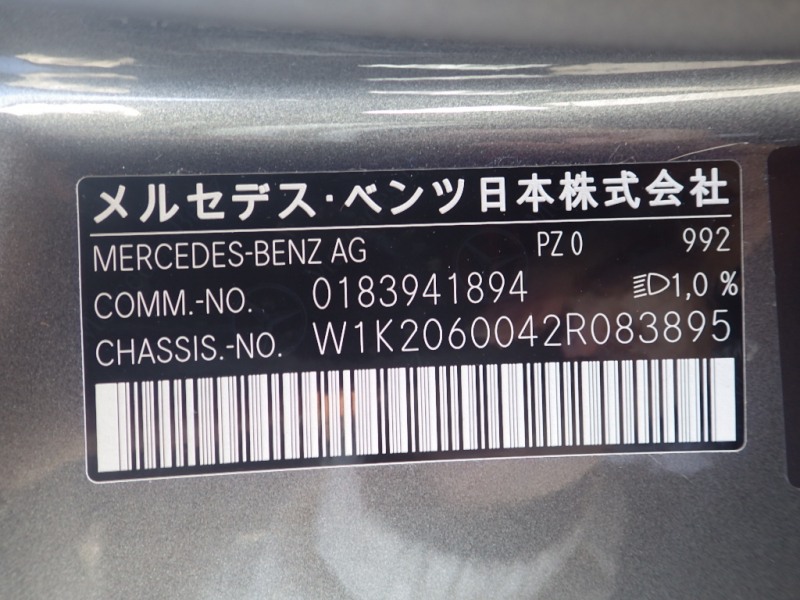 メルセデス・ベンツ日本株式会社
MERCEDES-BENZ AG PZ 0 992
COMM.-NO. 0183941894 1,0 %
CHASSIS.-NO. W1K2060042R083895